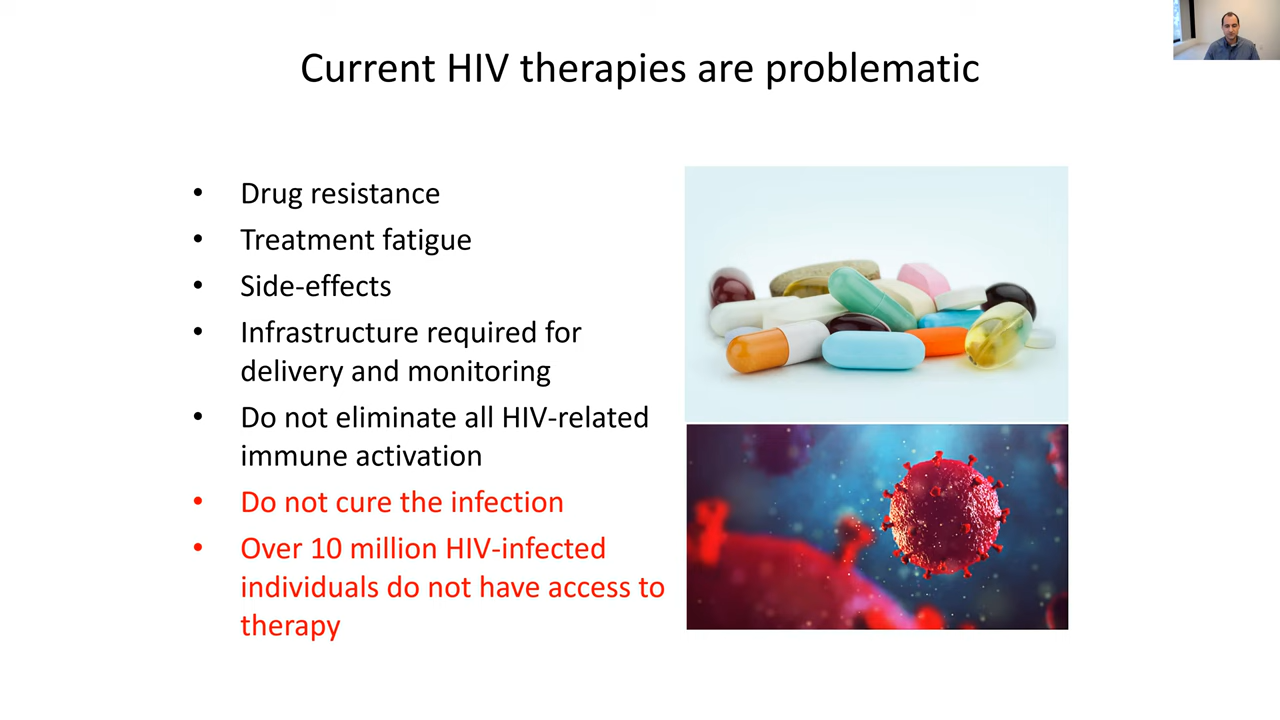 Current HIV therapies are problematic
• Drug resistance
• Treatment fatigue
• Side-effects
• Infrastructure required for
delivery and monitoring
• Do not eliminate all HIV-related
immune activation
• Do not cure the infection
• Over 10 million HIV-infected
individuals do not have access to
therapy